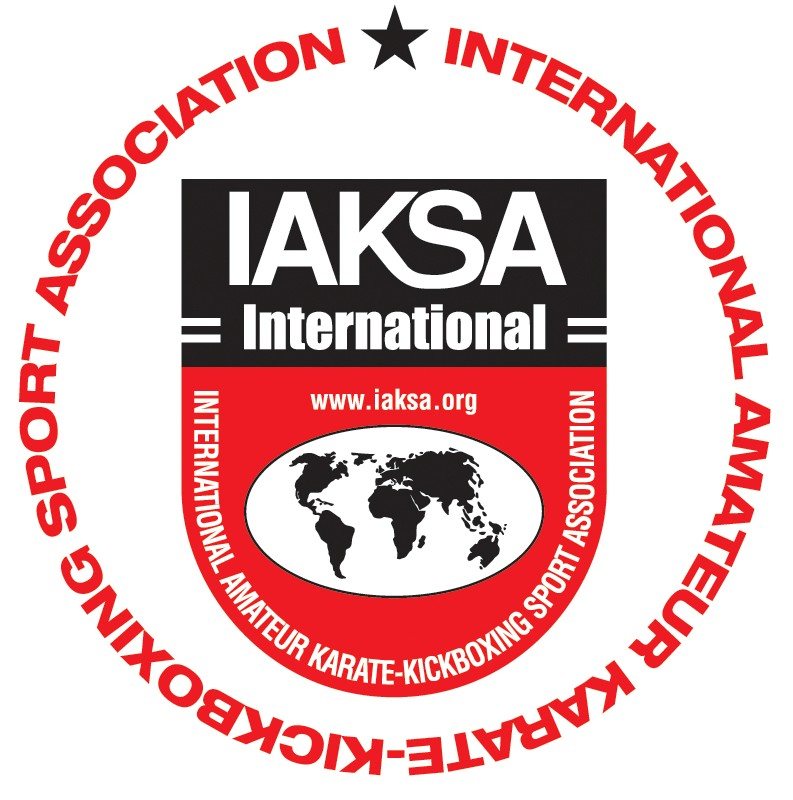 INTERNATIONAL AMATEUR KARATE-KICKBOXING SPORT ASSOCIATION
IAKSA
International
www.iaksa.org
INTERNATIONAL AMATEUR KARATE-KICKBOXING SPORT ASSOCIATION